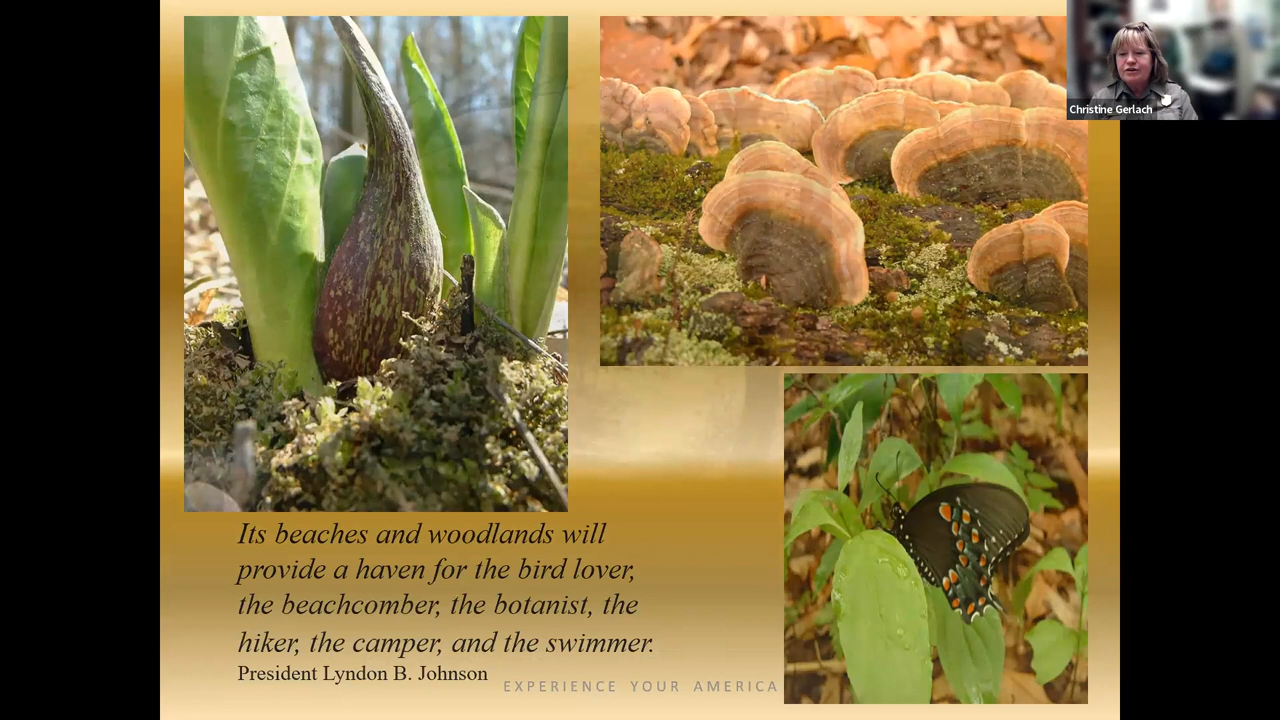 Christine Gerlach
Its beaches and woodlands will
provide a haven for the bird lover,
the beachcomber, the botanist, the
hiker, the camper, and the swimmer.
President Lyndon B. Johnson
EXPERIENCE YOUR AMERICA